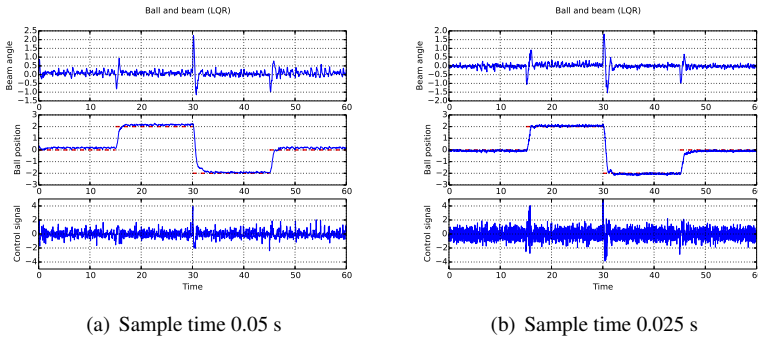 Ball and beam (LQR)
2.5
2.0
1.5
1.0
0.5
0.0
−0.5
−1.0
−1.5
Beam angle
0 10 20 30 40 50 60
3
2
1
0
−1
−2
−3
Ball position
0 10 20 30 40 50 60
4
2
0
−2
−4
Control signal
0 10 20 30 40 50 60
Time
(a) Sample time 0.05 s
Ball and beam (LQR)
2.0
1.5
1.0
0.5
0.0
−0.5
−1.0
−1.5
−2.0
Beam angle
0 10 20 30 40 50 60
3
2
1
0
−1
−2
−3
Ball position
0 10 20 30 40 50 60
4
2
0
−2
−4
Control signal
0 10 20 30 40 50 60
Time
(b) Sample time 0.025 s